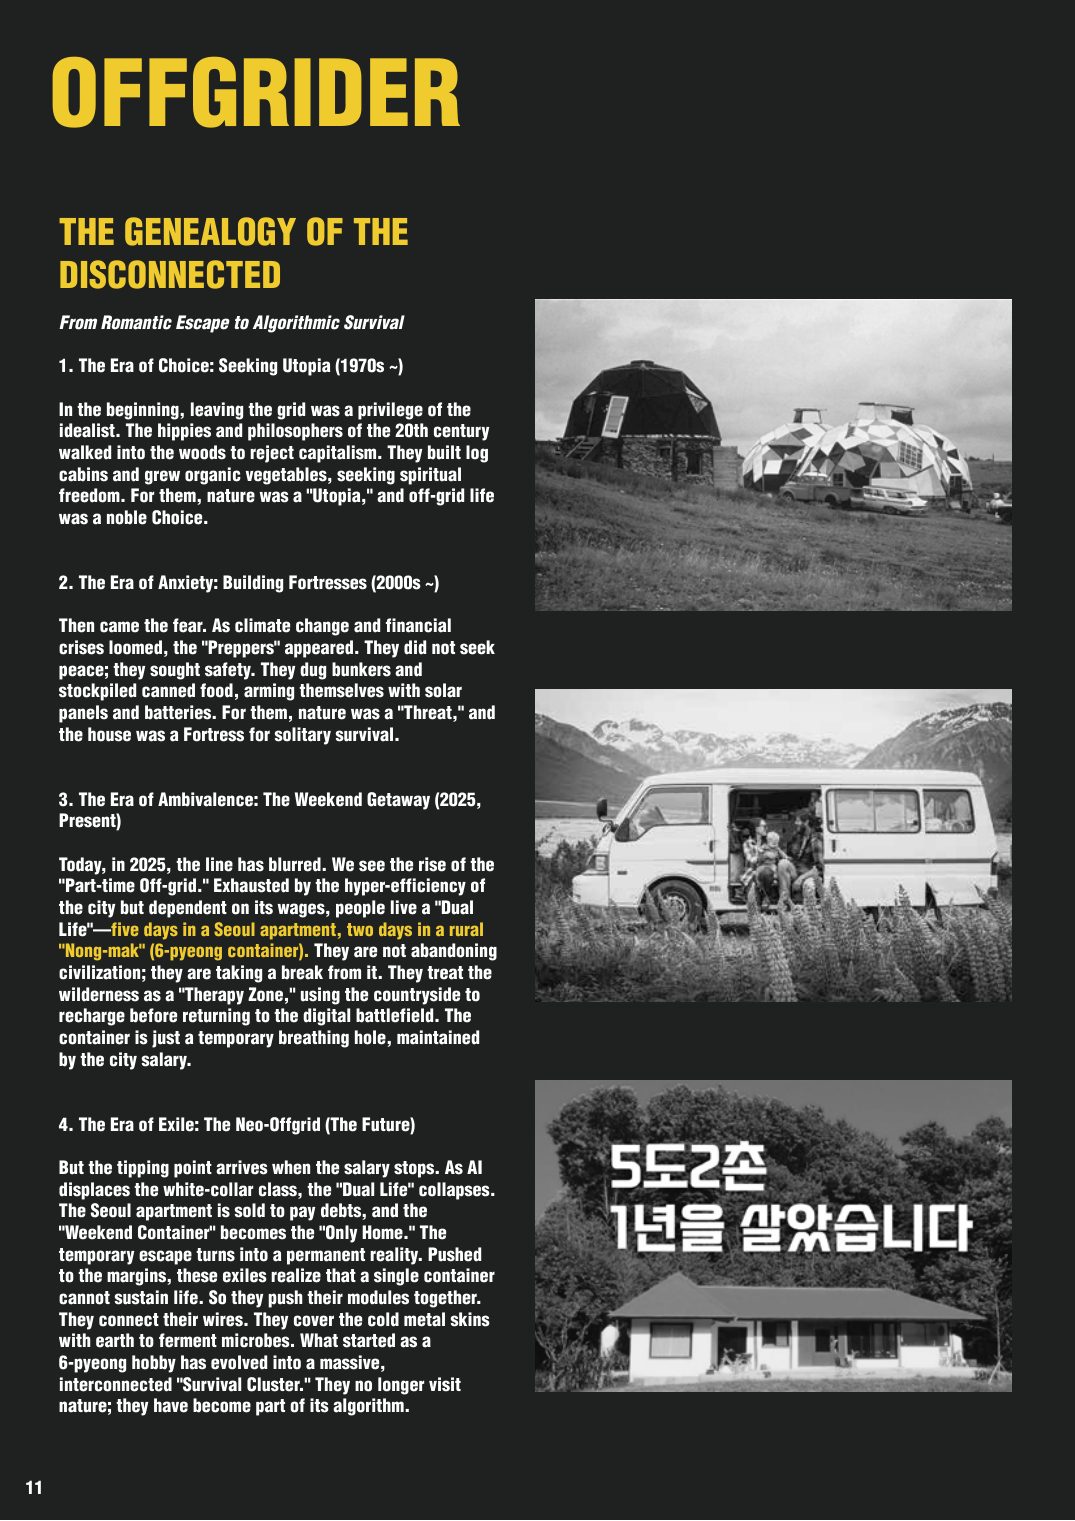 OFFGRIDER
THE GENEALOGY OF THE
DISCONNECTED
From Romantic Escape to Algorithmic Survival
1. The Era of Choice: Seeking Utopia (1970s ~)
In the beginning, leaving the grid was a privilege of the
idealist. The hippies and philosophers of the 20th century
walked into the woods to reject capitalism. They built log
cabins and grew organic vegetables, seeking spiritual
freedom. For them, nature was a "Utopia," and off-grid life
was a noble Choice.
2. The Era of Anxiety: Building Fortresses (2000s ~)
Then came the fear. As climate change and financial
crises loomed, the "Preppers" appeared. They did not seek
peace; they sought safety. They dug bunkers and
stockpiled canned food, arming themselves with solar
panels and batteries. For them, nature was a "Threat," and
the house was a Fortress for solitary survival.
3. The Era of Ambivalence: The Weekend Getaway (2025,
Present)
Today, in 2025, the line has blurred. We see the rise of the
"Part-time Off-grid." Exhausted by the hyper-efficiency of
the city but dependent on its wages, people live a "Dual
Life"—five days in a Seoul apartment, two days in a rural
"Nong-mak" (6-pyeong container). They are not abandoning
civilization; they are taking a break from it. They treat the
wilderness as a "Therapy Zone," using the countryside to
recharge before returning to the digital battlefield. The
container is just a temporary breathing hole, maintained
by the city salary.
4. The Era of Exile: The Neo-Offgrid (The Future)
But the tipping point arrives when the salary stops. As AI
displaces the white-collar class, the "Dual Life" collapses.
The Seoul apartment is sold to pay debts, and the
"Weekend Container" becomes the "Only Home." The
temporary escape turns into a permanent reality. Pushed
to the margins, these exiles realize that a single container
cannot sustain life. So they push their modules together.
They connect their wires. They cover the cold metal skins
with earth to ferment microbes. What started as a
6-pyeong hobby has evolved into a massive,
interconnected "Survival Cluster." They no longer visit
nature; they have become part of its algorithm.
5도2촌
1년을 살았습니다
11